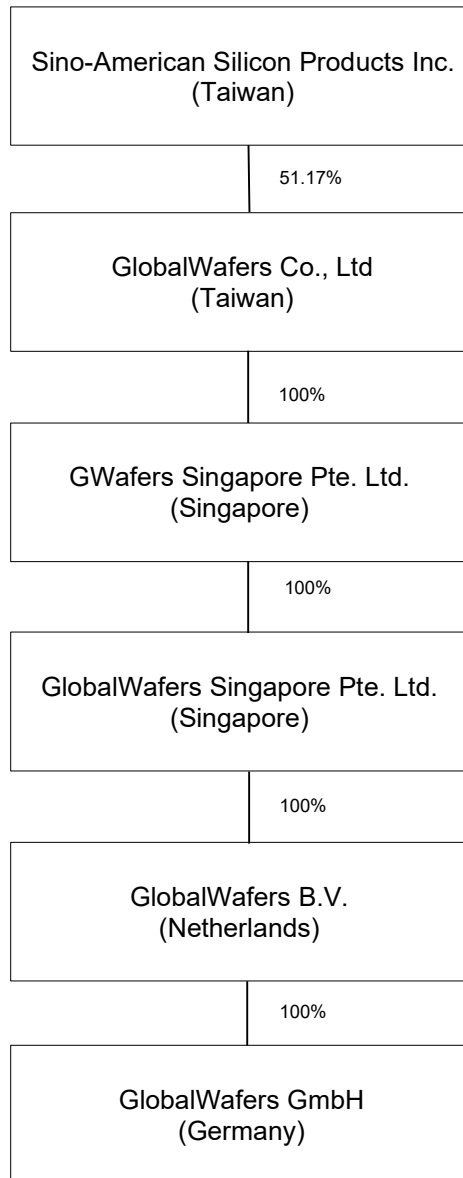 Sino-American Silicon Products Inc.
(Taiwan)
51.17%
GlobalWafers Co., Ltd
(Taiwan)
100%
GWafers Singapore Pte. Ltd.
(Singapore)
100%
GlobalWafers Singapore Pte. Ltd.
(Singapore)
100%
GlobalWafers B.V.
(Netherlands)
100%
GlobalWafers GmbH
(Germany)